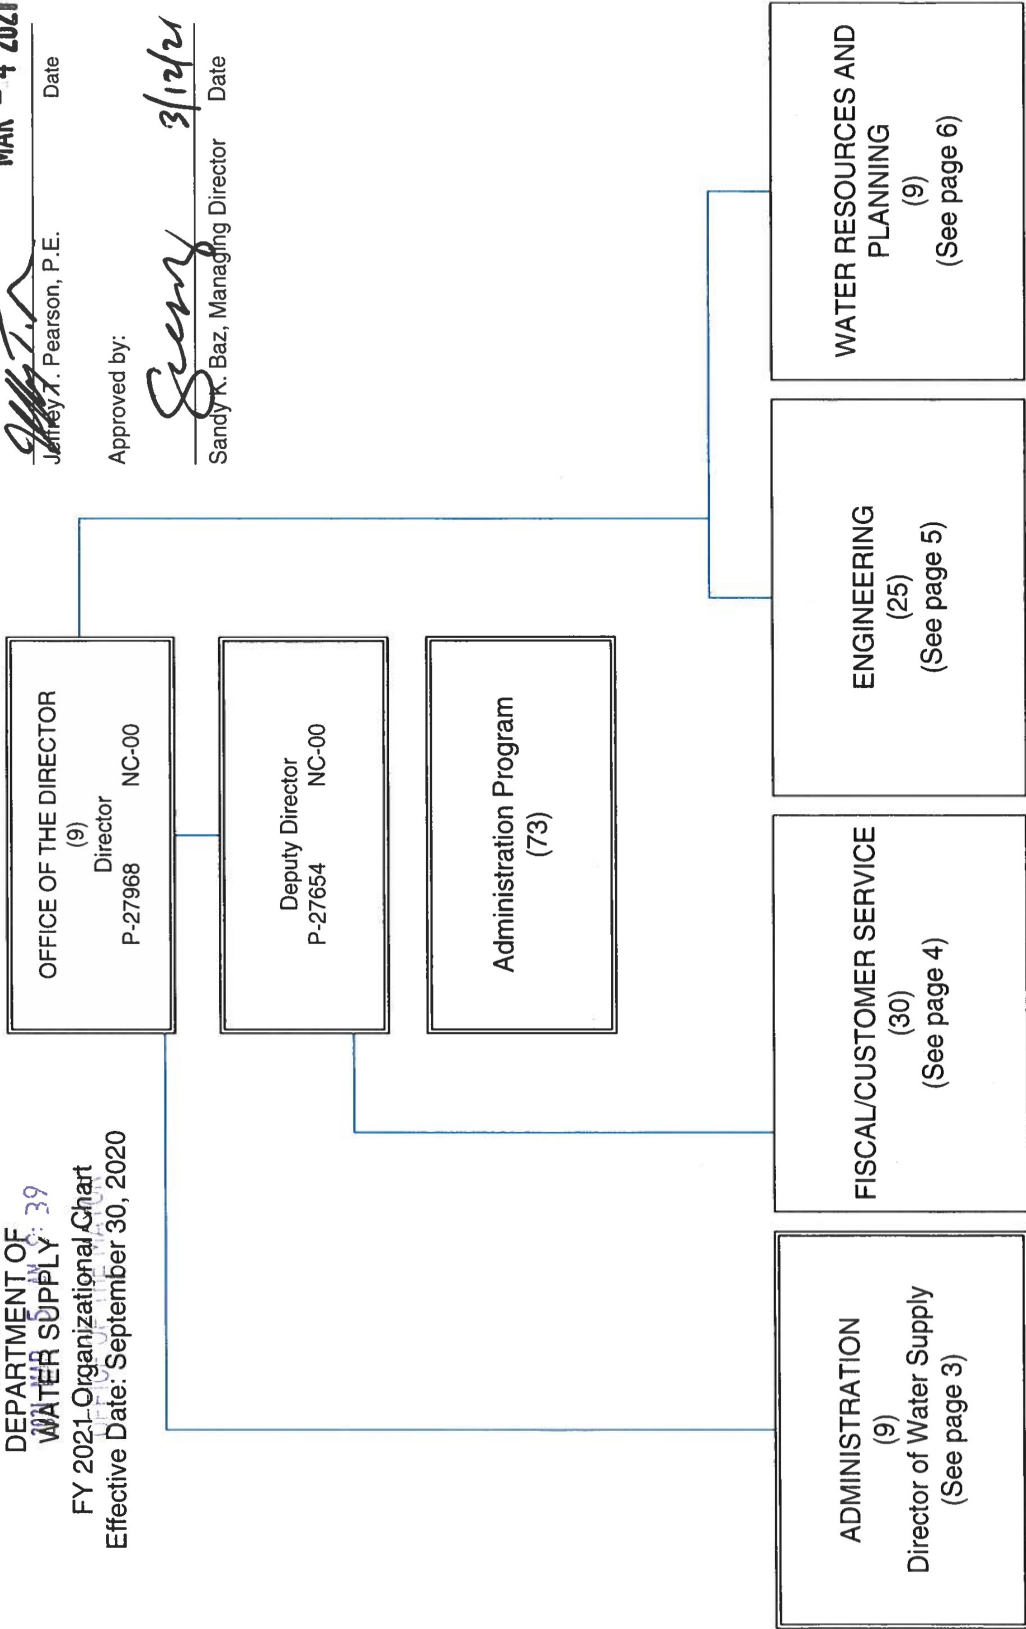 DEPARTMENT OF
WATER SUPPLY
FY 2021 Organizational Chart
Effective Date: September 30, 2020
MAR - 4 2021
Jeffrey T. Pearson, P.E. Date
Approved by:
3/12/21
Sandy K. Baz, Managing Director Date
OFFICE OF THE DIRECTOR
(9)
Director
P-27968 NC-00
Deputy Director
P-27654 NC-00
Administration Program
(73)
ADMINISTRATION
(9)
Director of Water Supply
(See page 3)
FISCAL/CUSTOMER SERVICE
(30)
(See page 4)
ENGINEERING
(25)
(See page 5)
WATER RESOURCES AND
PLANNING
(9)
(See page 6)